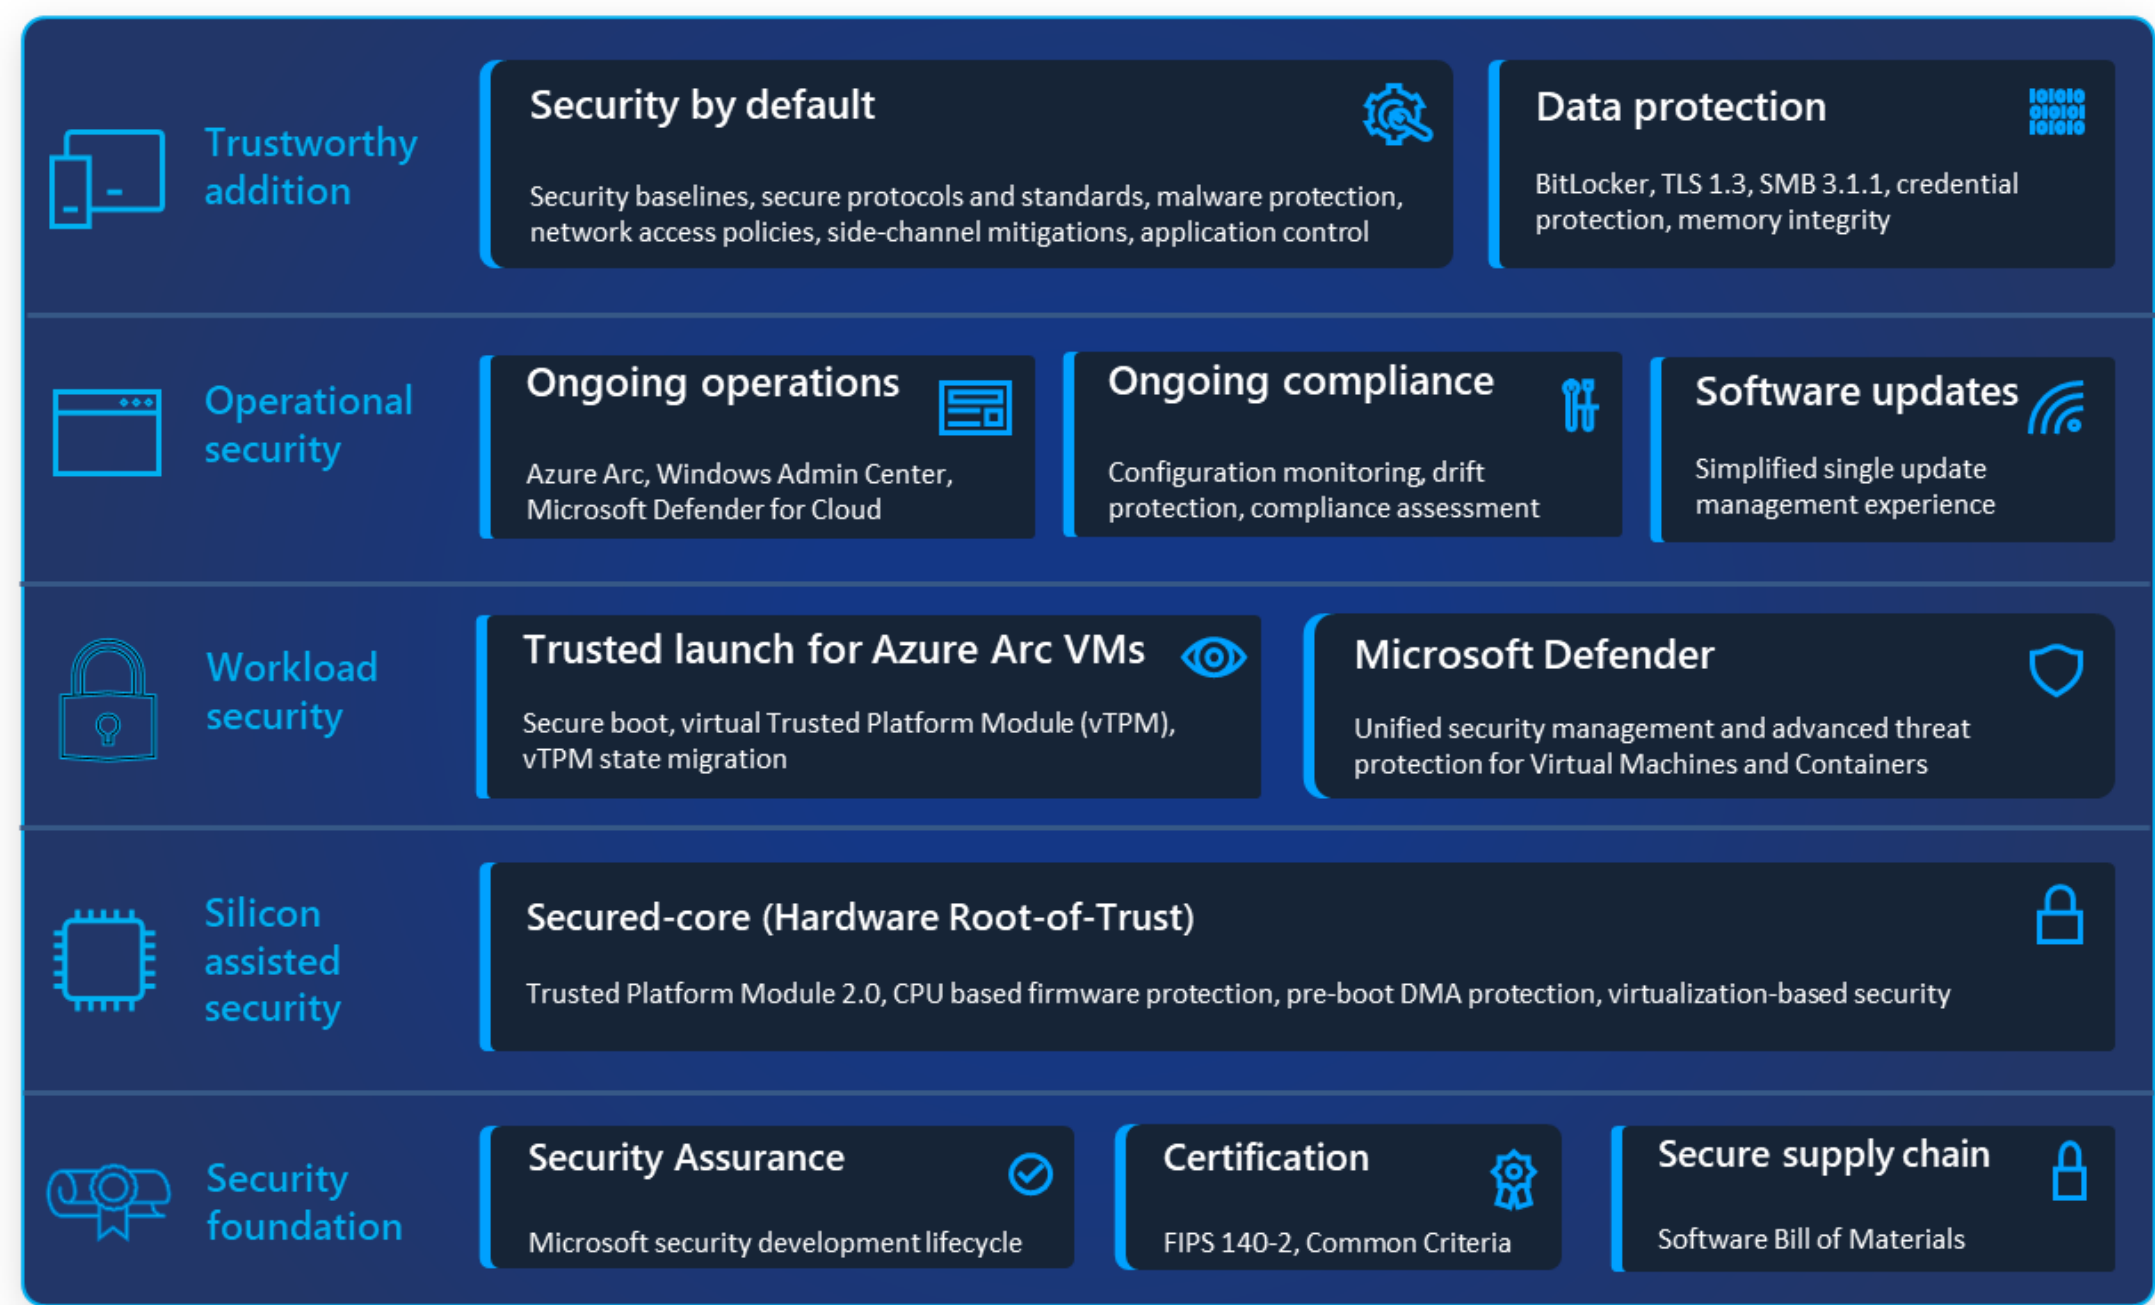 Trustworthy
addition
Security by default
Security baselines, secure protocols and standards, malware protection,
network access policies, side-channel mitigations, application control
Data protection
101010
010101
101010
BitLocker, TLS 1.3, SMB 3.1.1, credential
protection, memory integrity
Operational
security
Ongoing operations
Azure Arc, Windows Admin Center,
Microsoft Defender for Cloud
Ongoing compliance
Configuration monitoring, drift
protection, compliance assessment
Software updates
Simplified single update
management experience
Workload
security
Trusted launch for Azure Arc VMs
Secure boot, virtual Trusted Platform Module (vTPM),
vTPM state migration
Microsoft Defender
Unified security management and advanced threat
protection for Virtual Machines and Containers
Silicon
assisted
security
Secured-core (Hardware Root-of-Trust)
Trusted Platform Module 2.0, CPU based firmware protection, pre-boot DMA protection, virtualization-based security
Security
foundation
Security Assurance
Microsoft security development lifecycle
Certification
FIPS 140-2, Common Criteria
Secure supply chain
Software Bill of Materials